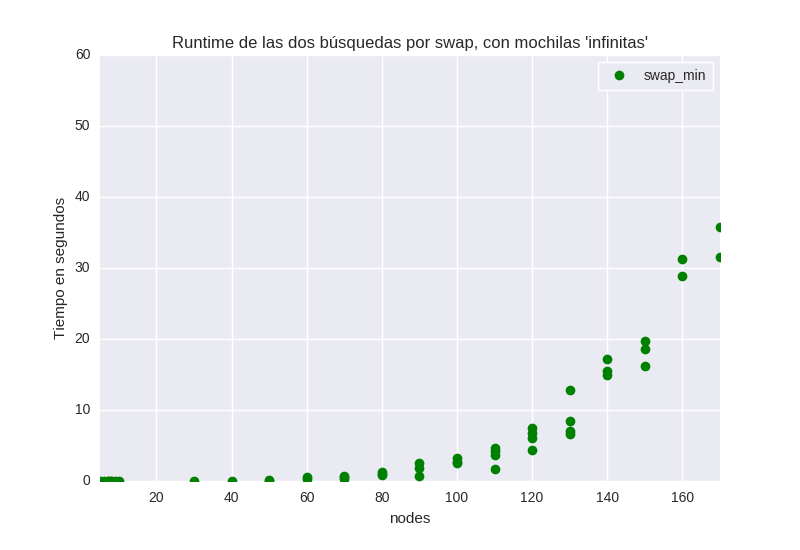 Runtime de las dos búsquedas por swap, con mochilas 'infinitas'
60
swap_min
50
40
30
20
10
0
Tiempo en segundos
20 40 60 80 100 120 140 160
nodes